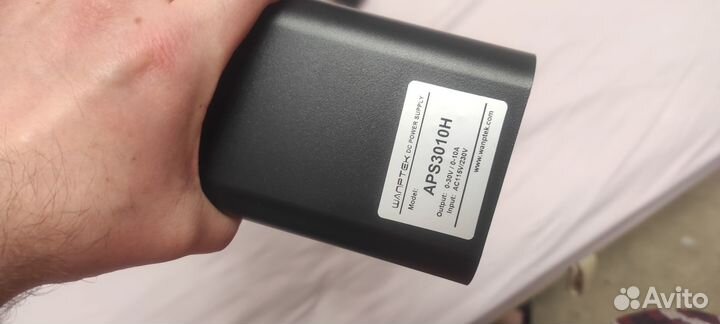 WANPTEK DC POWER SUPPLY
Model:
APS3010H
Output: 0-30V / 0-10A
Input: AC115V/230V
www.wanptek.com
Avito